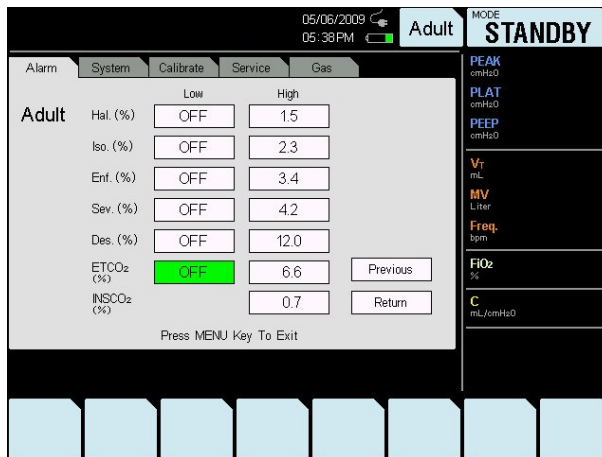 05/06/2009
05:38PM
Adult
MODE
STANDBY
Alarm System Calibrate Service Gas
Low High
Adult
Hal. (%) OFF 1.5
Iso. (%) OFF 2.3
Enf. (%) OFF 3.4
Sev. (%) OFF 4.2
Des. (%) OFF 12.0
ETCO2 (%) OFF 6.6 Previous
INSCO2 (%) 0.7 Return
Press MENU Key To Exit
PEAK
cmH2O
PLAT
cmH2O
PEEP
cmH2O
VT
mL
MV
Liter
Freq.
bpm
FiO2
%
C
mL/cmH2O